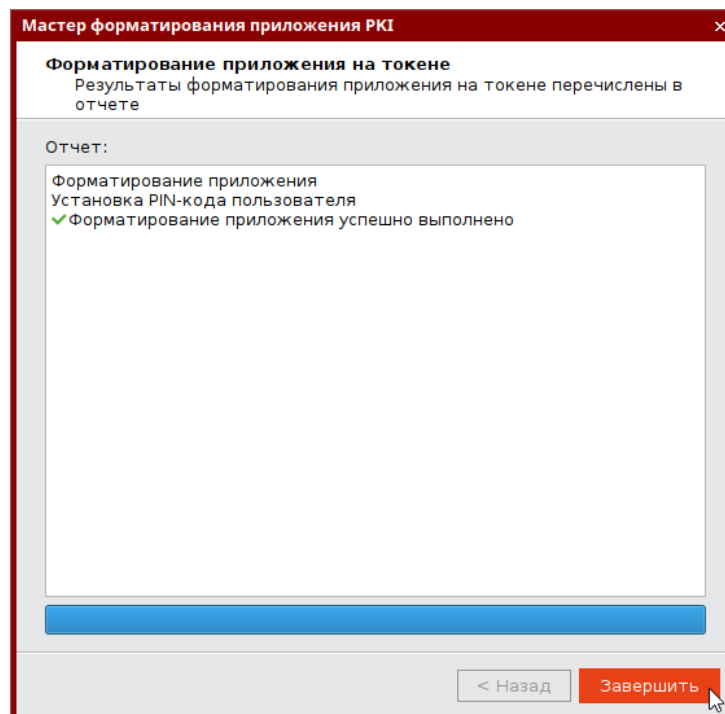 Мастер форматирования приложения PKI
Форматирование приложения на токене
Результаты форматирования приложения на токене перечислены в
отчете
Отчет:
Форматирование приложения
Установка PIN-кода пользователя
Форматирование приложения успешно выполнено
< Назад
Завершить